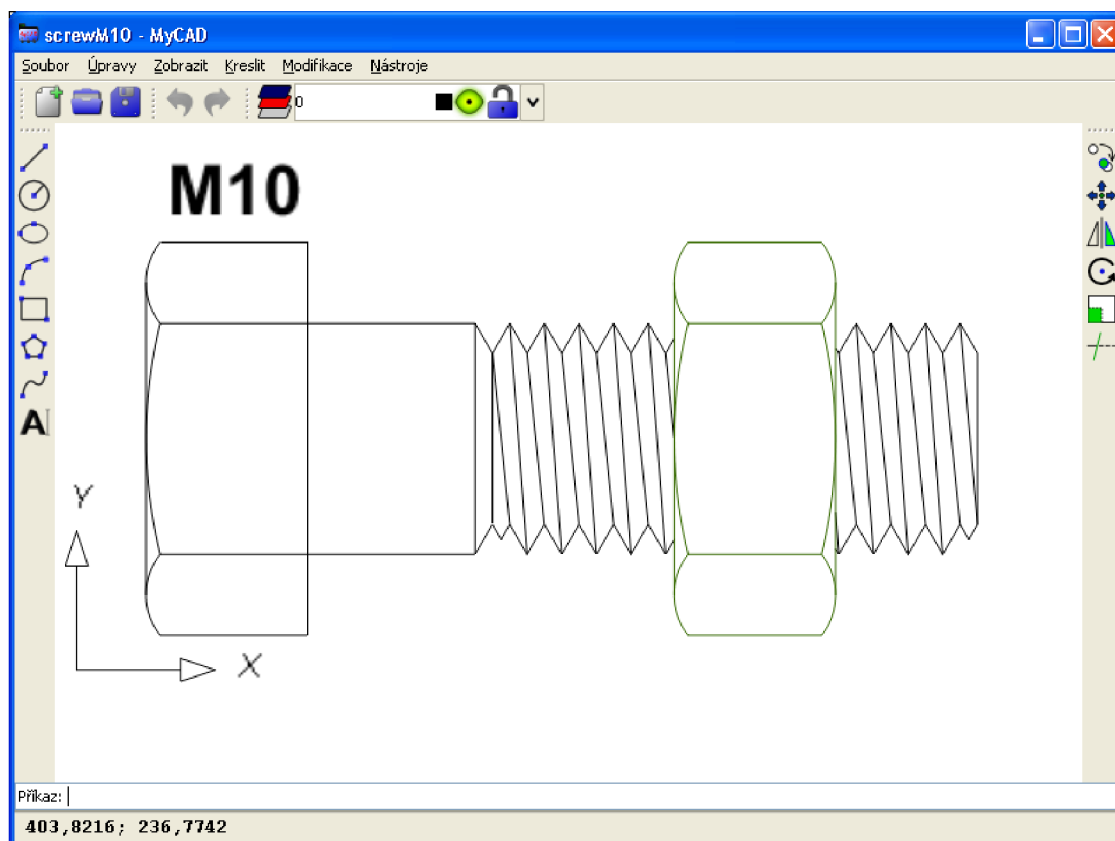 screwM10 - MyCAD
Soubor Úpravy Zobrazit Kreslit Modifikace Nástroje
0
A
M10
Y
X
Příkaz:
403,8216; 236,7742